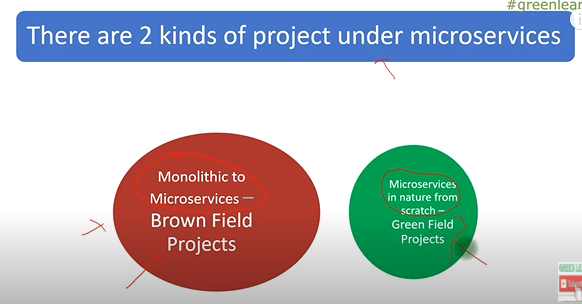 #greenlear
There are 2 kinds of project under microservices
Monolithic to
Microservices –
Brown Field
Projects
Microservices
in nature from
scratch –
Green Field
Projects